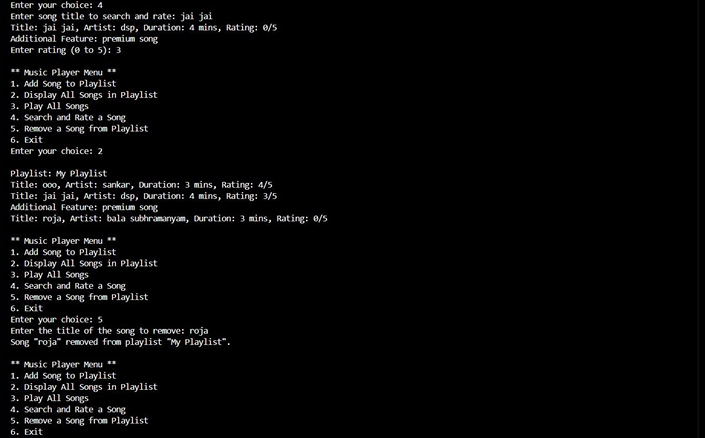 Enter your choice: 4
Enter song title to search and rate: jai jai
Title: jai jai, Artist: dsp, Duration: 4 mins, Rating: 0/5
Additional Feature: premium song
Enter rating (0 to 5): 3

** Music Player Menu **
1. Add Song to Playlist
2. Display All Songs in Playlist
3. Play All Songs
4. Search and Rate a Song
5. Remove a Song from Playlist
6. Exit
Enter your choice: 2

Playlist: My Playlist
Title: ooo, Artist: sankar, Duration: 3 mins, Rating: 4/5
Title: jai jai, Artist: dsp, Duration: 4 mins, Rating: 3/5
Additional Feature: premium song
Title: roja, Artist: bala subhramanyam, Duration: 3 mins, Rating: 0/5

** Music Player Menu **
1. Add Song to Playlist
2. Display All Songs in Playlist
3. Play All Songs
4. Search and Rate a Song
5. Remove a Song from Playlist
6. Exit
Enter your choice: 5
Enter the title of the song to remove: roja
Song "roja" removed from playlist "My Playlist".

** Music Player Menu **
1. Add Song to Playlist
2. Display All Songs in Playlist
3. Play All Songs
4. Search and Rate a Song
5. Remove a Song from Playlist
6. Exit